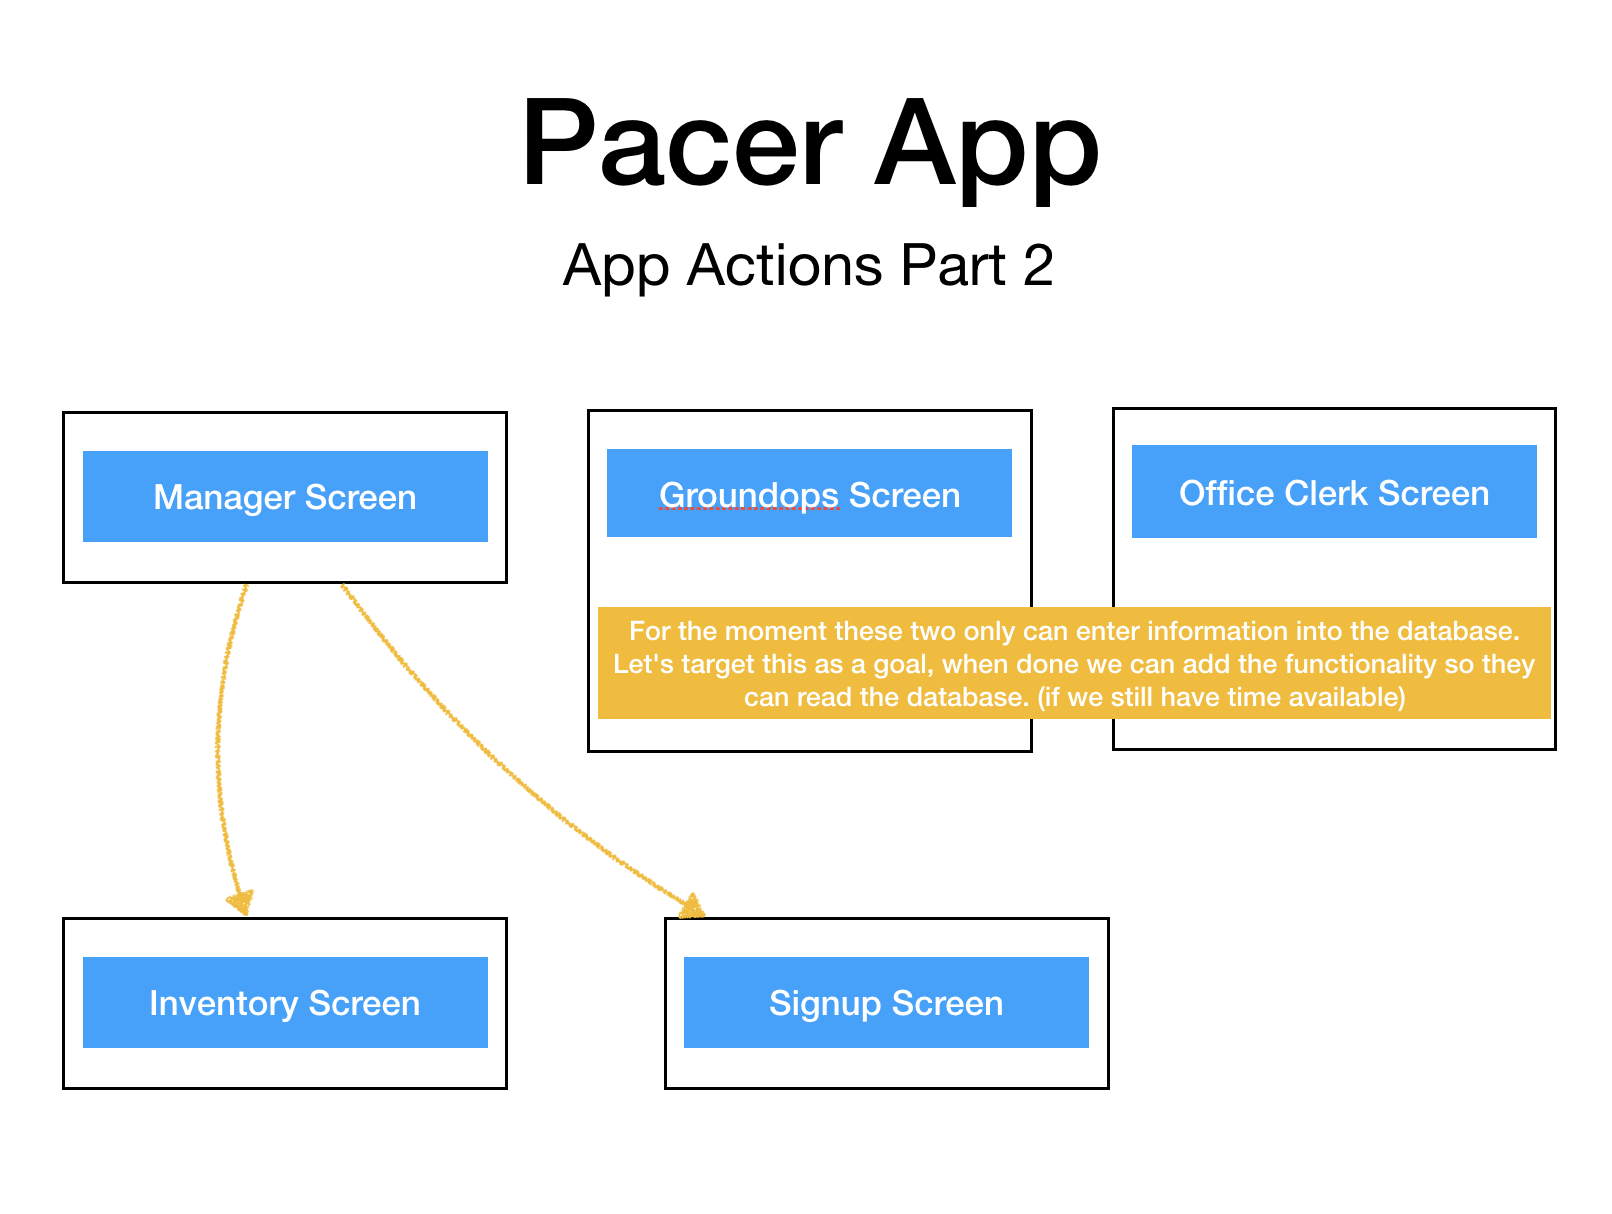 Pacer App
App Actions Part 2
Manager Screen
Groundops Screen
Office Clerk Screen
For the moment these two only can enter information into the database.
Let's target this as a goal, when done we can add the functionality so they
can read the database. (if we still have time available)
Inventory Screen
Signup Screen